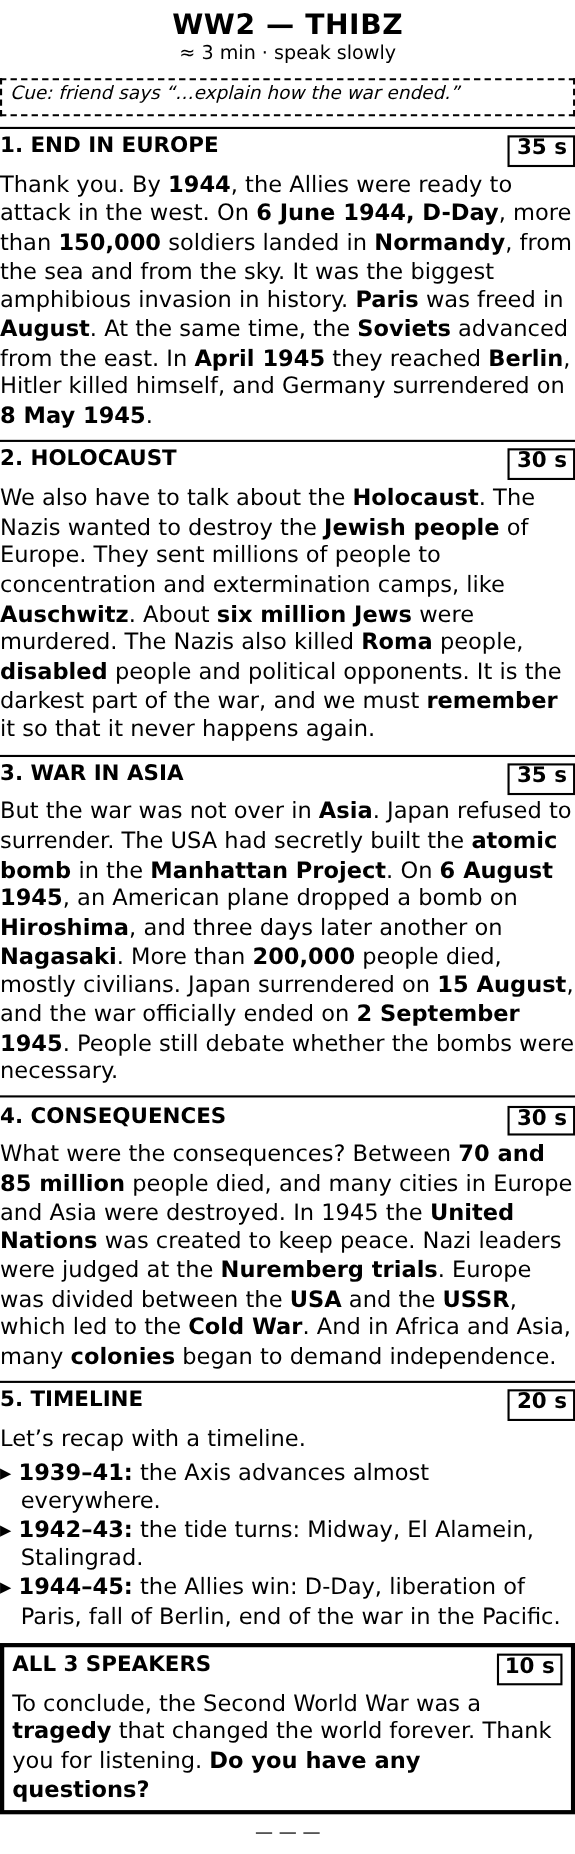 WW2 — THIBZ
≈ 3 min · speak slowly
Cue: friend says “…explain how the war ended.”
1. END IN EUROPE
35 s
Thank you. By 1944, the Allies were ready to
attack in the west. On 6 June 1944, D-Day, more
than 150,000 soldiers landed in Normandy, from
the sea and from the sky. It was the biggest
amphibious invasion in history. Paris was freed in
August. At the same time, the Soviets advanced
from the east. In April 1945 they reached Berlin,
Hitler killed himself, and Germany surrendered on
8 May 1945.
2. HOLOCAUST
30 s
We also have to talk about the Holocaust. The
Nazis wanted to destroy the Jewish people of
Europe. They sent millions of people to
concentration and extermination camps, like
Auschwitz. About six million Jews were
murdered. The Nazis also killed Roma people,
disabled people and political opponents. It is the
darkest part of the war, and we must remember
it so that it never happens again.
3. WAR IN ASIA
35 s
But the war was not over in Asia. Japan refused to
surrender. The USA had secretly built the atomic
bomb in the Manhattan Project. On 6 August
1945, an American plane dropped a bomb on
Hiroshima, and three days later another on
Nagasaki. More than 200,000 people died,
mostly civilians. Japan surrendered on 15 August,
and the war officially ended on 2 September
1945. People still debate whether the bombs were
necessary.
4. CONSEQUENCES
30 s
What were the consequences? Between 70 and
85 million people died, and many cities in Europe
and Asia were destroyed. In 1945 the United
Nations was created to keep peace. Nazi leaders
were judged at the Nuremberg trials. Europe
was divided between the USA and the USSR,
which led to the Cold War. And in Africa and Asia,
many colonies began to demand independence.
5. TIMELINE
20 s
Let’s recap with a timeline.
▸ 1939–41: the Axis advances almost
everywhere.
▸ 1942–43: the tide turns: Midway, El Alamein,
Stalingrad.
▸ 1944–45: the Allies win: D-Day, liberation of
Paris, fall of Berlin, end of the war in the Pacific.
ALL 3 SPEAKERS
10 s
To conclude, the Second World War was a
tragedy that changed the world forever. Thank
you for listening. Do you have any
questions?
— — —